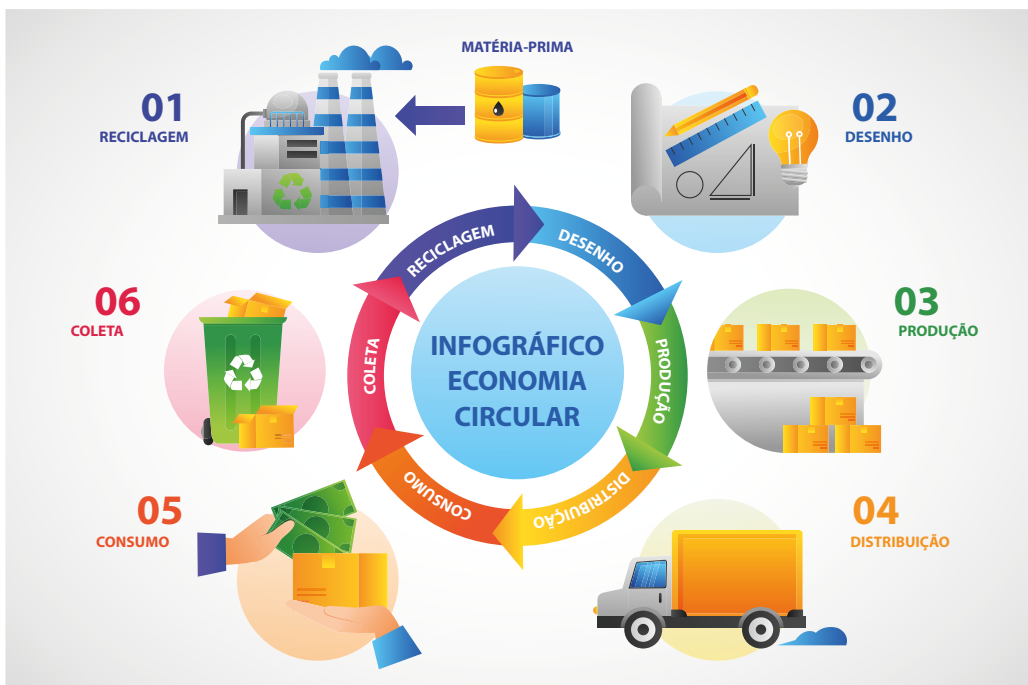 MATÉRIA-PRIMA
01
RECICLAGEM
02
DESENHO
03
PRODUÇÃO
04
DISTRIBUIÇÃO
05
CONSUMO
06
COLETA
RECICLAGEM
DESENHO
PRODUÇÃO
DISTRIBUIÇÃO
CONSUMO
COLETA
INFOGRÁFICO
ECONOMIA
CIRCULAR